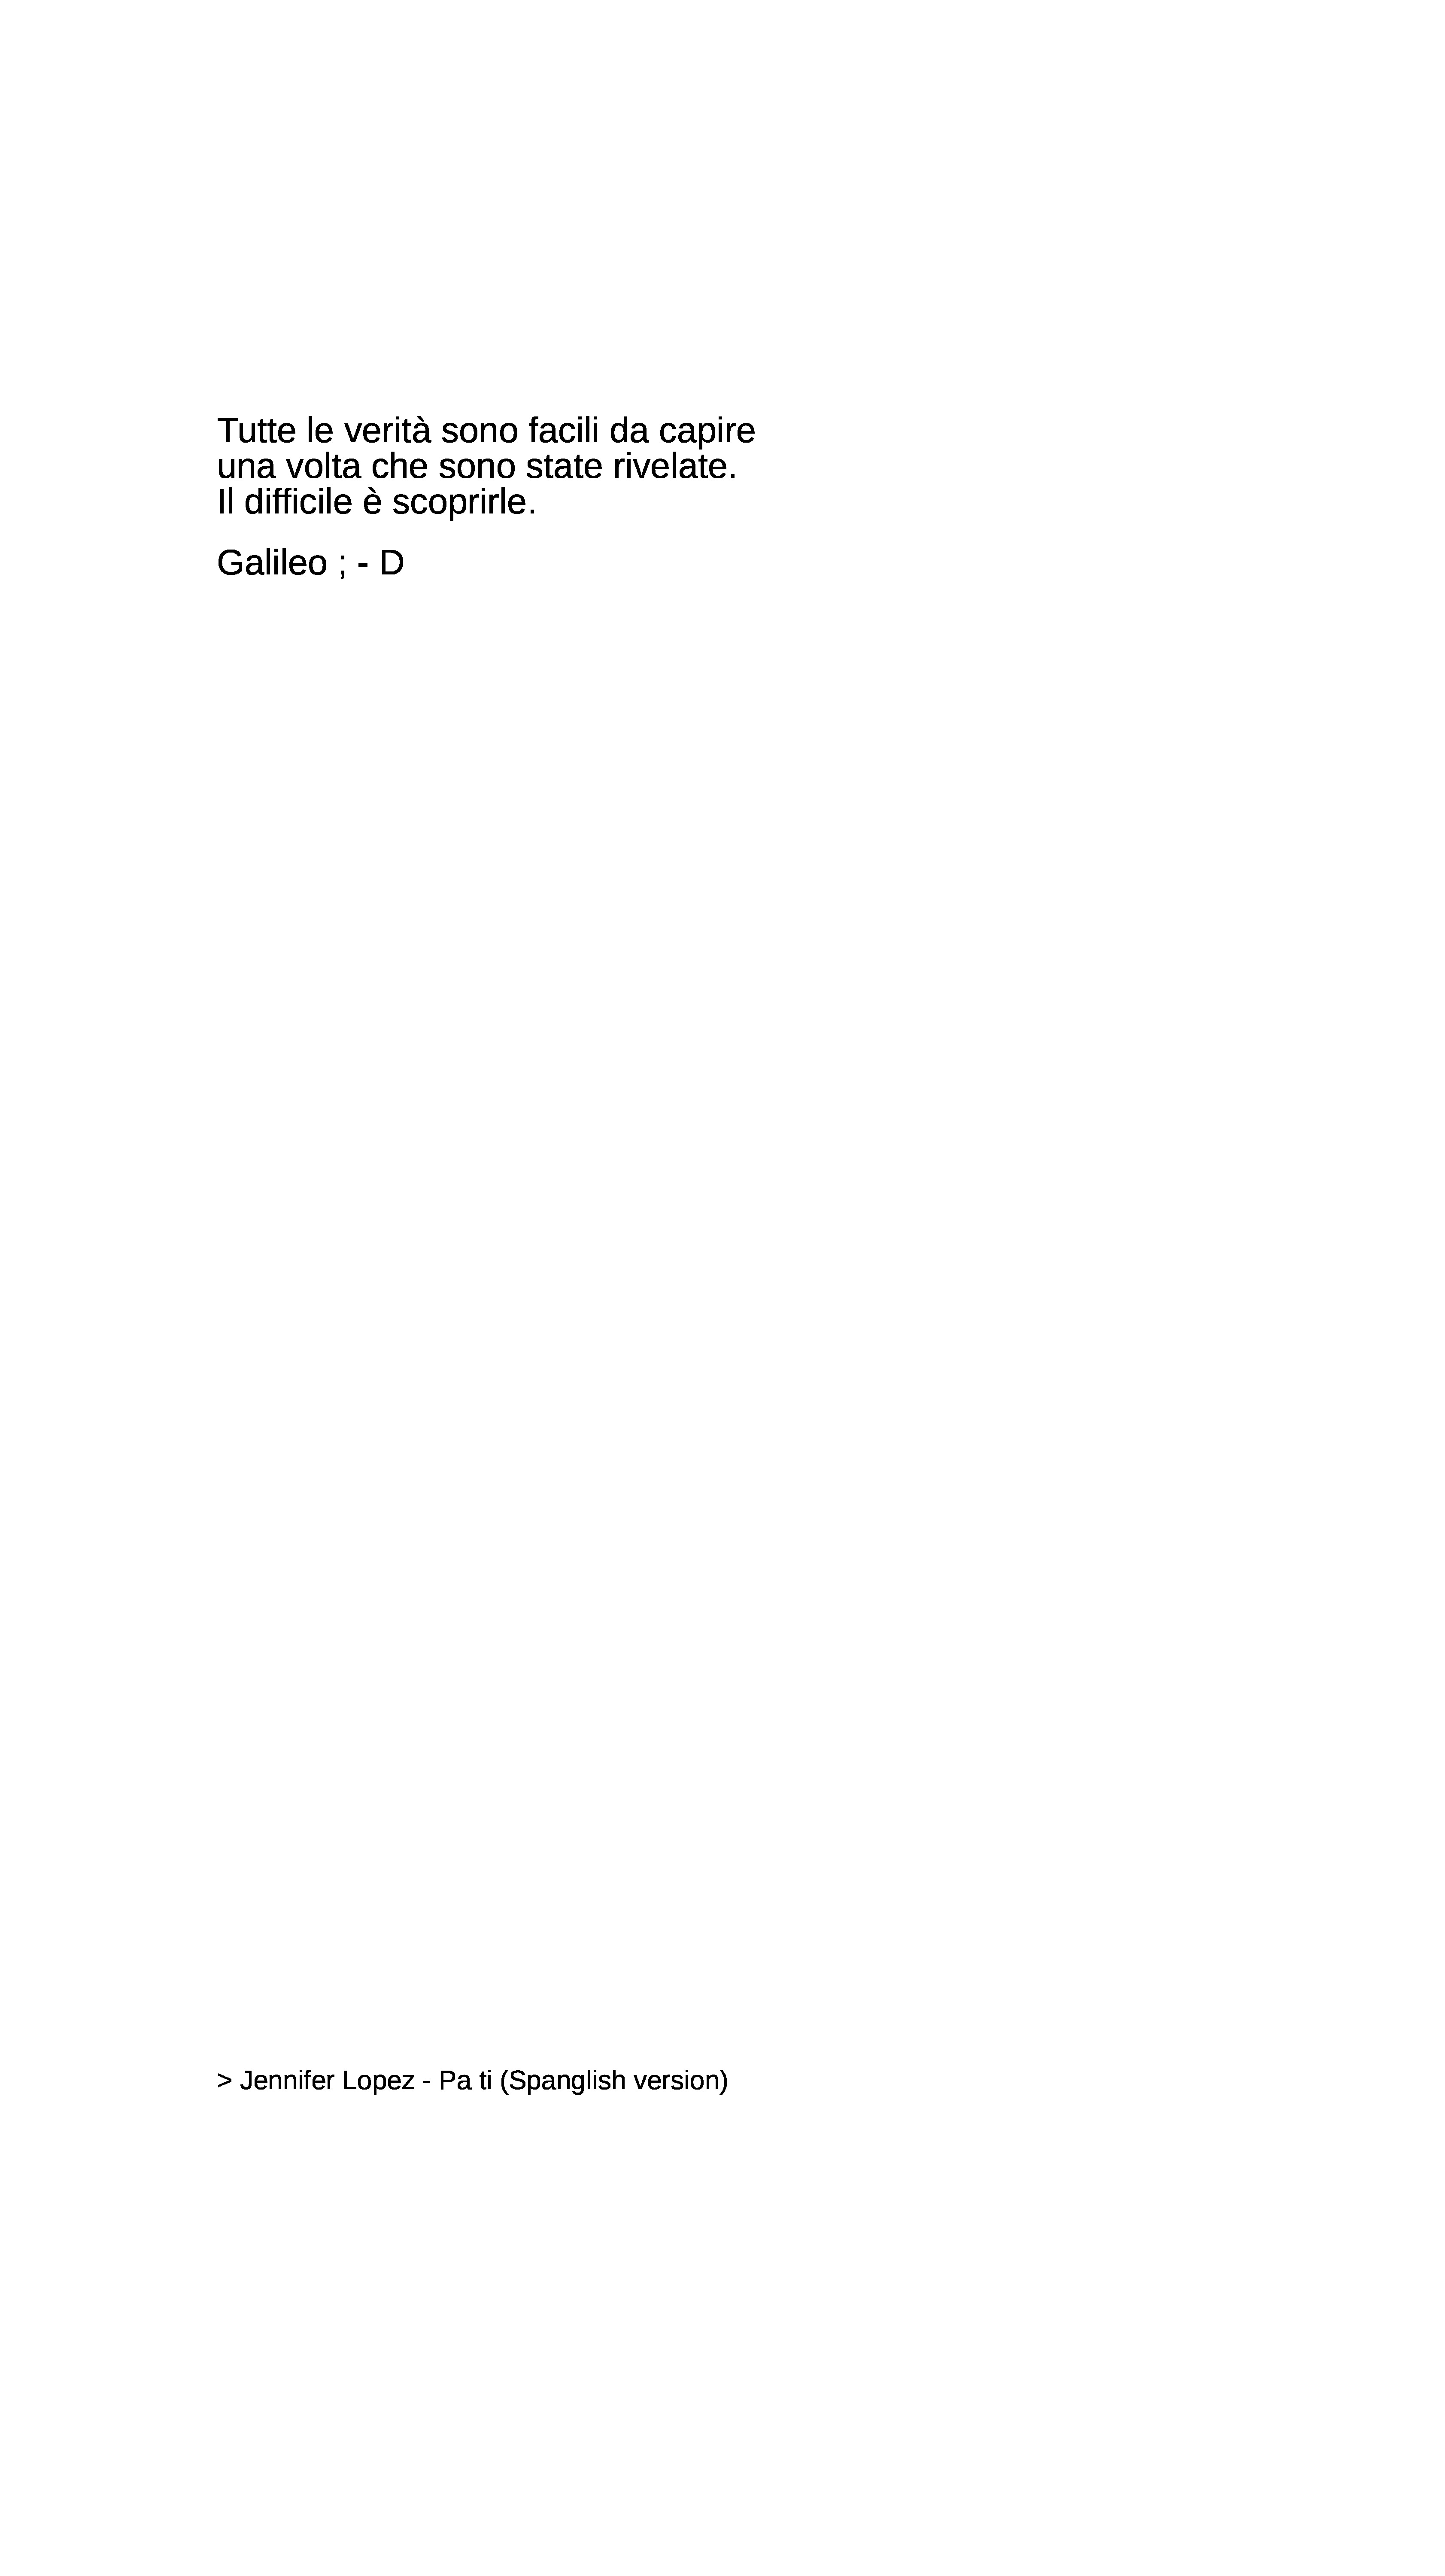 Tutte le verità sono facili da capire
una volta che sono state rivelate.
Il difficile è scoprirle.
Galileo ; - D
> Jennifer Lopez - Pa ti (Spanglish version)